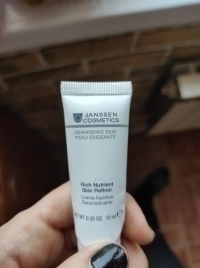 JANSSEN
COSMETICS
DEMANDING SKIN
PEAU EXIGEANTE
Rich Nutrient
Skin Refiner
Crème Nutritive
Reconstituante
WT 0.35 OZ. 10 ml e